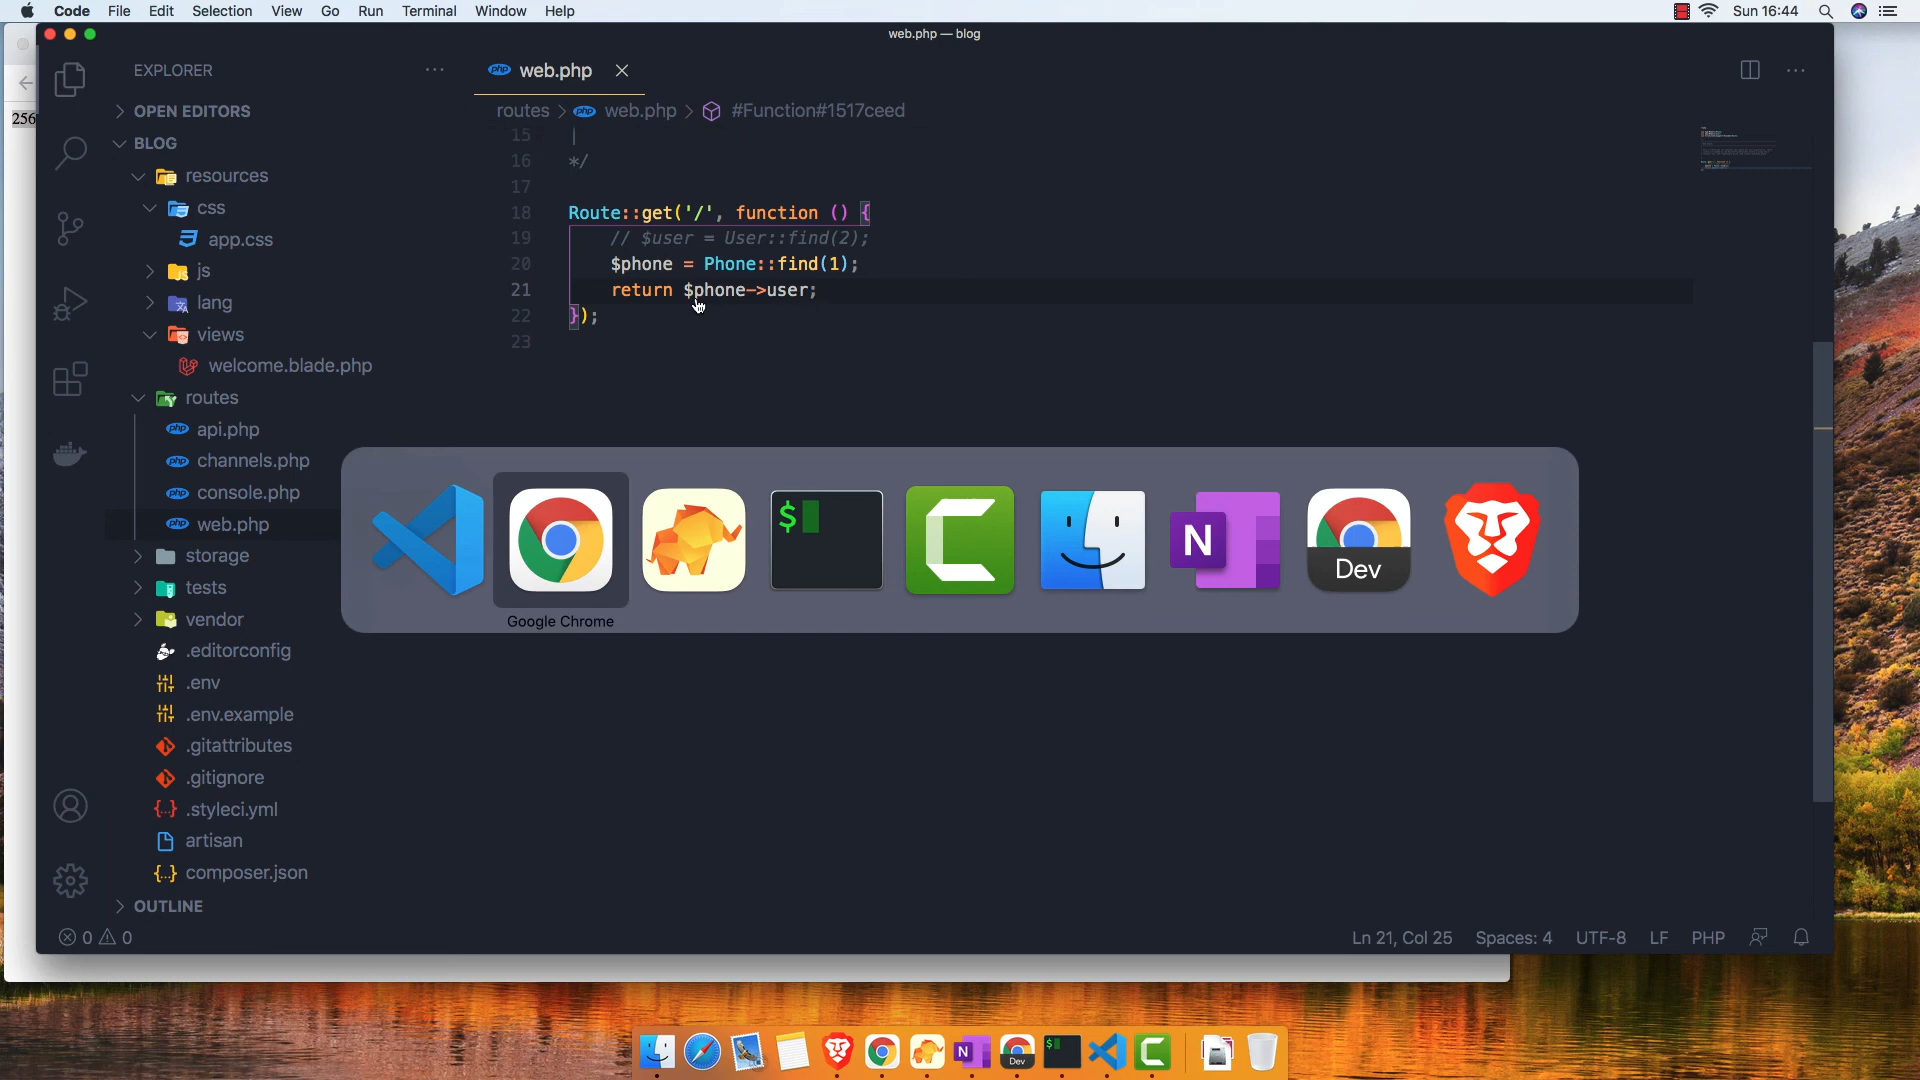 Code File Edit Selection View Go Run Terminal Window Help
Sun 16:44
web.php — blog
256
EXPLORER
OPEN EDITORS
BLOG
resources
css
app.css
js
lang
views
welcome.blade.php
routes
api.php
channels.php
console.php
web.php
storage
tests
vendor
.editorconfig
.env
.env.example
.gitattributes
.gitignore
.styleci.yml
artisan
composer.json
OUTLINE
web.php
routes > web.php > #Function#1517ceed
15 |
16 */
17
18 Route::get('/', function () {
19 // $user = User::find(2);
20 $phone = Phone::find(1);
21 return $phone->user;
22 });
23
$
N
Dev
Google Chrome
0 0
Ln 21, Col 25 Spaces: 4 UTF-8 LF PHP
N
Dev
$